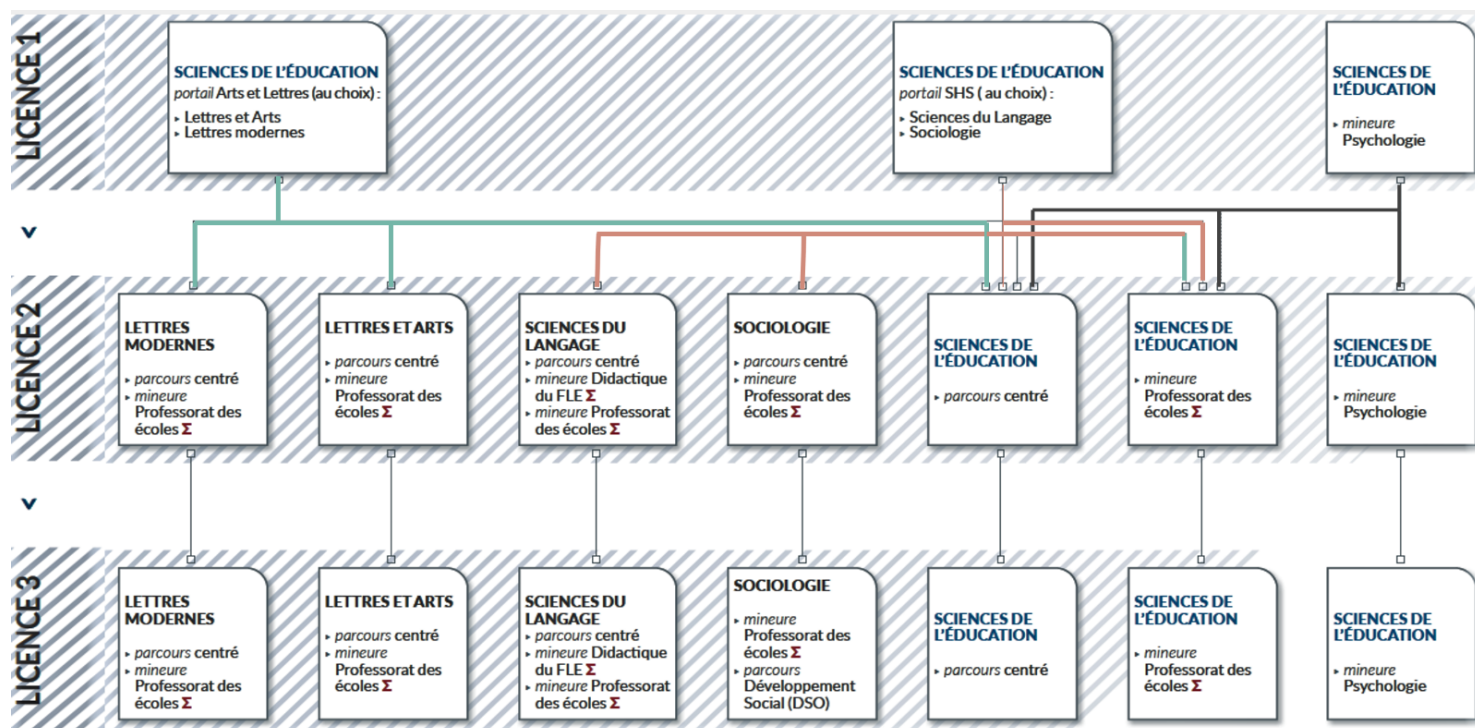 LICENCE 1
SCIENCES DE L'ÉDUCATION
portail Arts et Lettres (au choix) :
▸ Lettres et Arts
▸ Lettres modernes
SCIENCES DE L'ÉDUCATION
portail SHS ( au choix) :
▸ Sciences du Langage
▸ Sociologie
SCIENCES DE
L'ÉDUCATION
▸ mineure
Psychologie
LICENCE 2
LETTRES
MODERNES
▸ parcours centré
▸ mineure
Professorat des
écoles Σ
LETTRES ET ARTS
▸ parcours centré
▸ mineure
Professorat des
écoles Σ
SCIENCES DU
LANGAGE
▸ parcours centré
▸ mineure Didactique
du FLE Σ
▸ mineure Professorat
des écoles Σ
SOCIOLOGIE
▸ parcours centré
▸ mineure
Professorat des
écoles Σ
SCIENCES DE
L'ÉDUCATION
▸ parcours centré
SCIENCES DE
L'ÉDUCATION
▸ mineure
Professorat des
écoles Σ
SCIENCES DE
L'ÉDUCATION
▸ mineure
Psychologie
LICENCE 3
LETTRES
MODERNES
▸ parcours centré
▸ mineure
Professorat des
écoles Σ
LETTRES ET ARTS
▸ parcours centré
▸ mineure
Professorat des
écoles Σ
SCIENCES DU
LANGAGE
▸ parcours centré
▸ mineure Didactique
du FLE Σ
▸ mineure Professorat
des écoles Σ
SOCIOLOGIE
▸ mineure
Professorat des
écoles Σ
▸ parcours
Développement
Social (DSO)
SCIENCES DE
L'ÉDUCATION
▸ parcours centré
SCIENCES DE
L'ÉDUCATION
▸ mineure
Professorat des
écoles Σ
SCIENCES DE
L'ÉDUCATION
▸ mineure
Psychologie